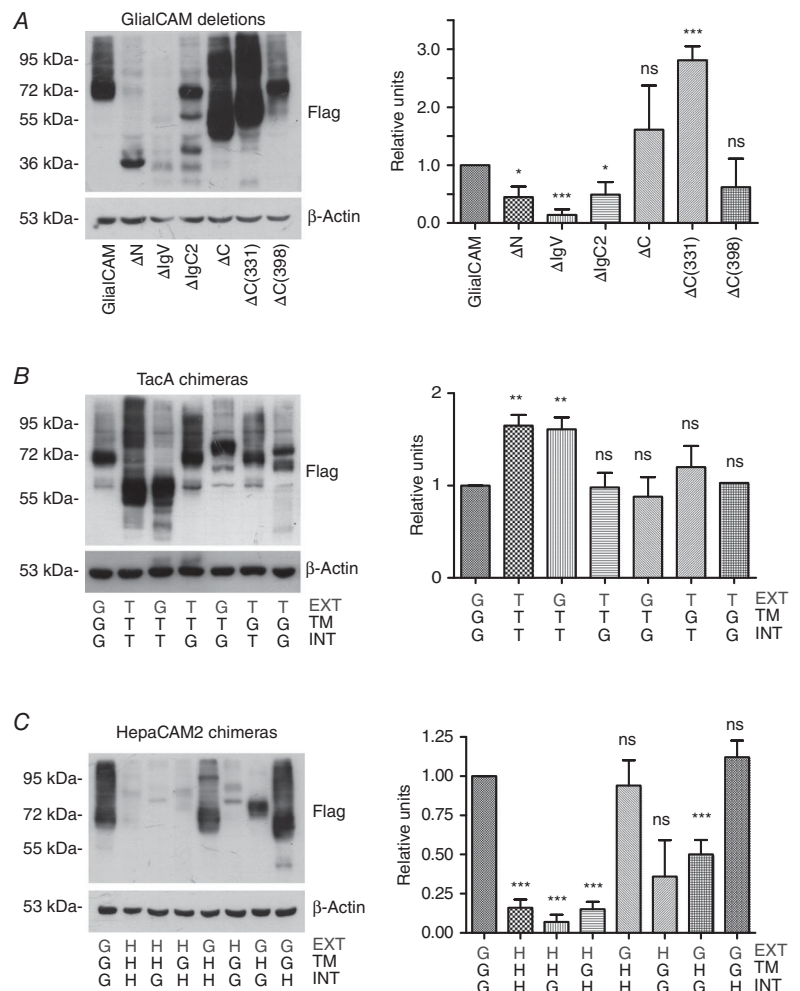 A
GlialCAM deletions
95 kDa-
72 kDa-
55 kDa-
36 kDa-
Flag
53 kDa-
β-Actin
GlialCAM ΔN ΔIgV ΔIgC2 ΔC ΔC(331) ΔC(398)
Relative units
3.0
2.0
1.0
0.0
* *** * ns *** ns
GlialCAM ΔN ΔIgV ΔIgC2 ΔC ΔC(331) ΔC(398)
B
TacA chimeras
95 kDa-
72 kDa-
55 kDa-
Flag
53 kDa-
β-Actin
G T G T G T T EXT
G T T T T G G TM
G T T G G T G INT
Relative units
2
1
0
** ** ns ns ns ns
G T G T G T T EXT
G T T T T G G TM
G T T G G T G INT
C
HepaCAM2 chimeras
95 kDa-
72 kDa-
55 kDa-
Flag
53 kDa-
β-Actin
G H H H G H G G EXT
G H H G H G H G TM
G H G H G G H H INT
Relative units
1.25
1.00
0.75
0.50
0.25
0.00
*** *** *** ns ns *** ns
G H H H G H G G EXT
G H H G H G H G TM
G H G H G G H H INT